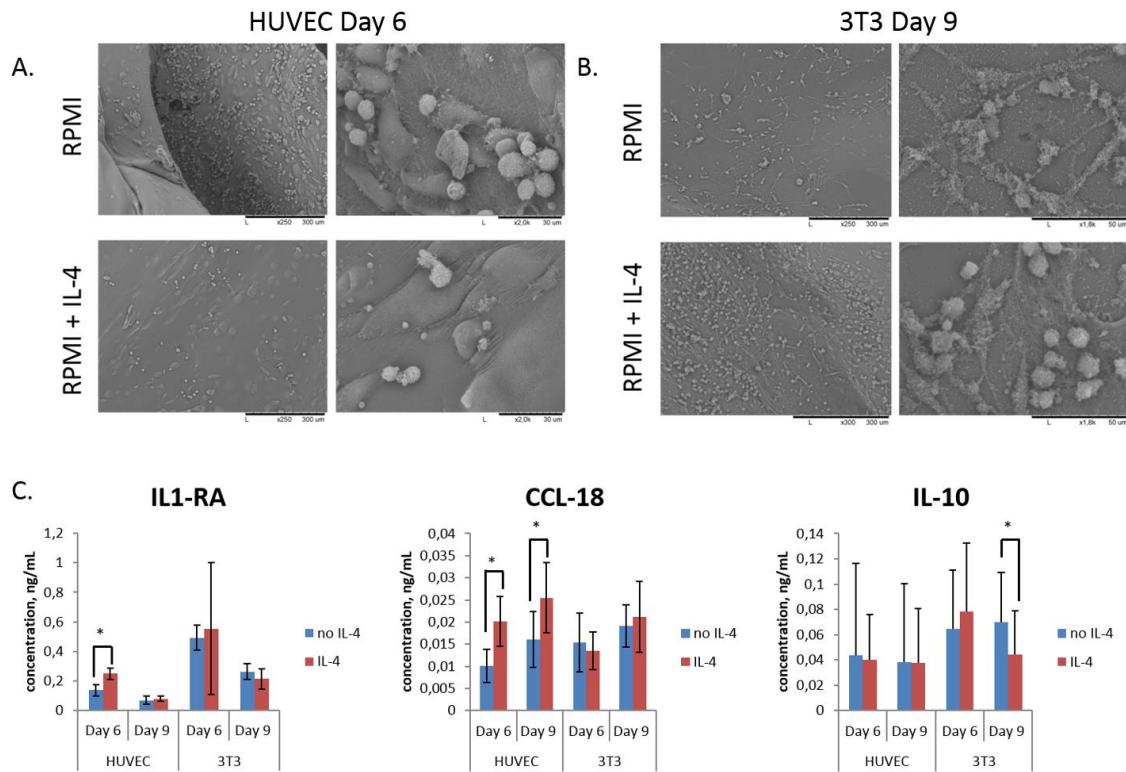 HUVEC Day 6
3T3 Day 9
A.
B.
RPMI
RPMI
L x250 300 um
L x2,0k 30 um
L x250 300 um
L x1,8k 50 um
RPMI + IL-4
RPMI + IL-4
L x250 300 um
L x2,0k 30 um
L x300 300 um
L x1,8k 50 um
C.
IL1-RA
concentration, ng/mL
1,2
1
0,8
0,6
0,4
0,2
0
*
no IL-4
IL-4
Day 6 Day 9 Day 6 Day 9
HUVEC 3T3
CCL-18
concentration, ng/mL
0,04
0,035
0,03
0,025
0,02
0,015
0,01
0,005
0
* *
no IL-4
IL-4
Day 6 Day 9 Day 6 Day 9
HUVEC 3T3
IL-10
concentration, ng/mL
0,14
0,12
0,1
0,08
0,06
0,04
0,02
0
*
no IL-4
IL-4
Day 6 Day 9 Day 6 Day 9
HUVEC 3T3